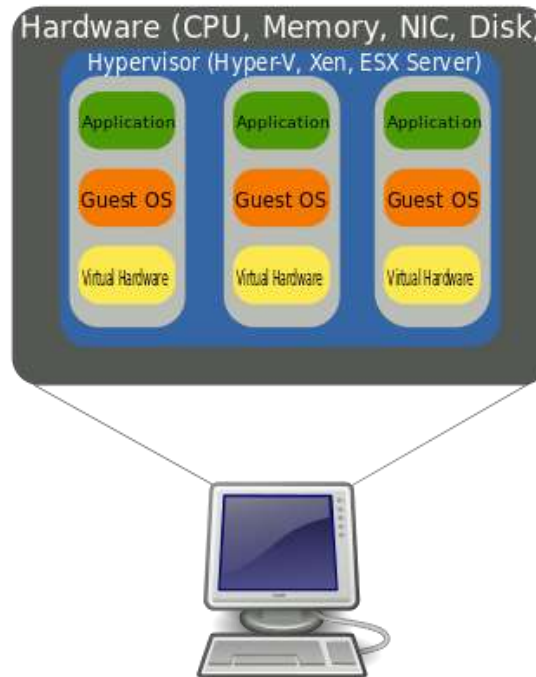 Hardware (CPU, Memory, NIC, Disk)
Hypervisor (Hyper-V, Xen, ESX Server)
Application Application Application
Guest OS Guest OS Guest OS
Virtual Hardware Virtual Hardware Virtual Hardware